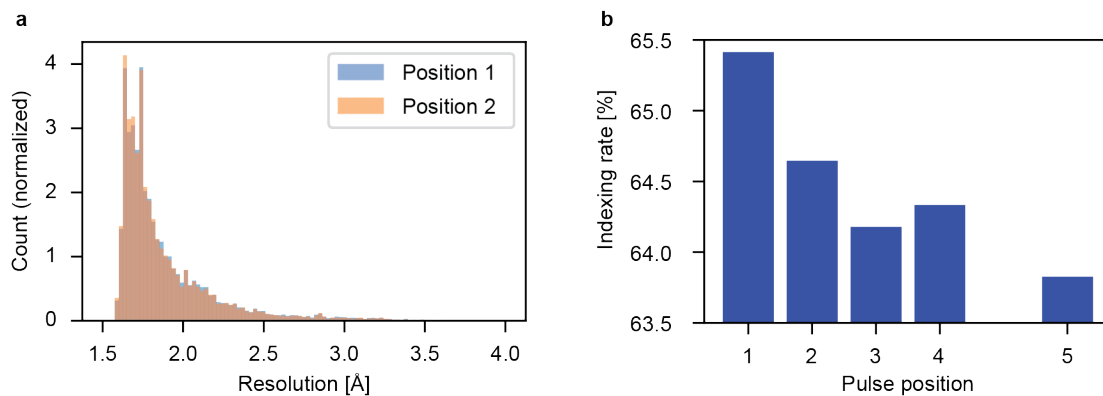 a
4
3
2
1
0
Count (normalized)
Position 1
Position 2
1.5 2.0 2.5 3.0 3.5 4.0
Resolution [Å]
b
65.5
65.0
64.5
64.0
63.5
Indexing rate [%]
1 2 3 4 5
Pulse position